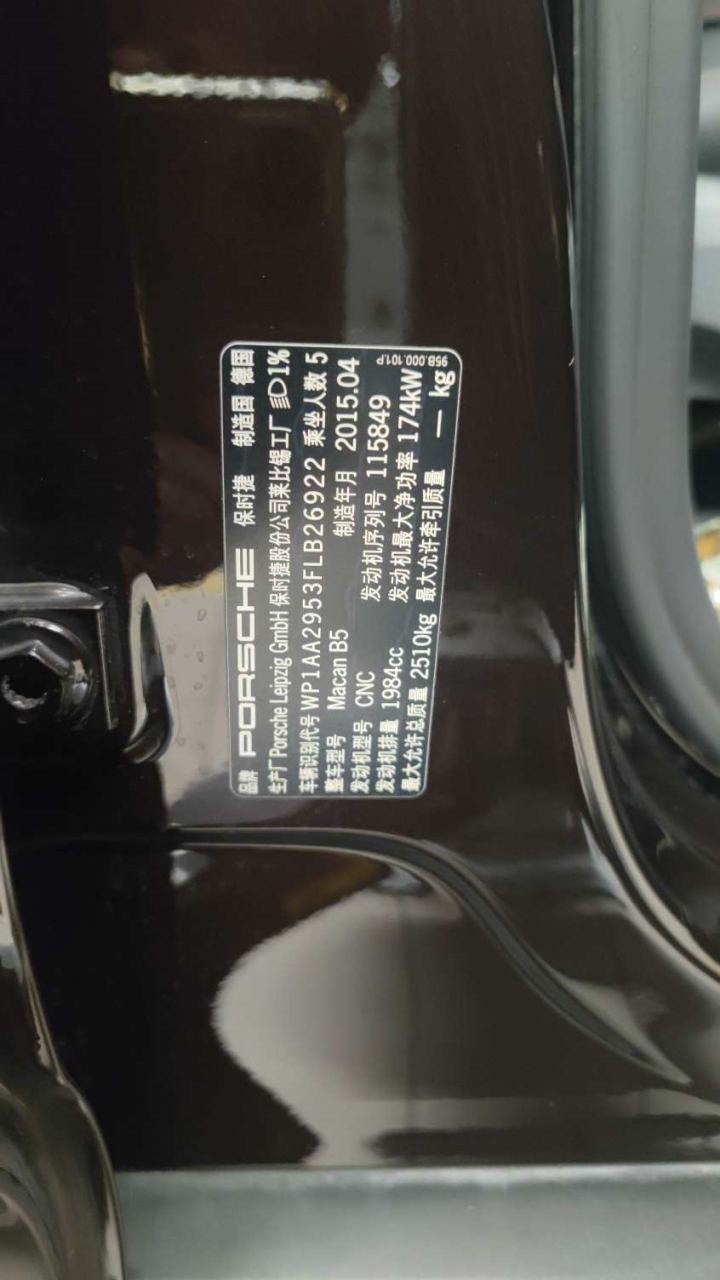 品牌 PORSCHE 保时捷 制造国 德国
生产厂 Porsche Leipzig GmbH 保时捷股份公司莱比锡工厂 1%
车辆识别代号 WP1AA2953FLB26922 乘坐人数 5
整车型号 Macan B5 制造年月 2015.04
发动机型号 CNC 发动机序列号 115849
发动机排量 1984cc 发动机最大净功率 174kW
最大允许总质量 2510kg 最大允许牵引质量 — kg
95B.000.101.P